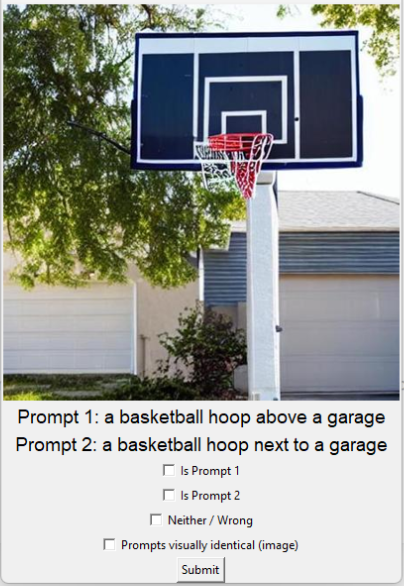 Prompt 1: a basketball hoop above a garage
Prompt 2: a basketball hoop next to a garage
Is Prompt 1
Is Prompt 2
Neither / Wrong
Prompts visually identical (image)
Submit